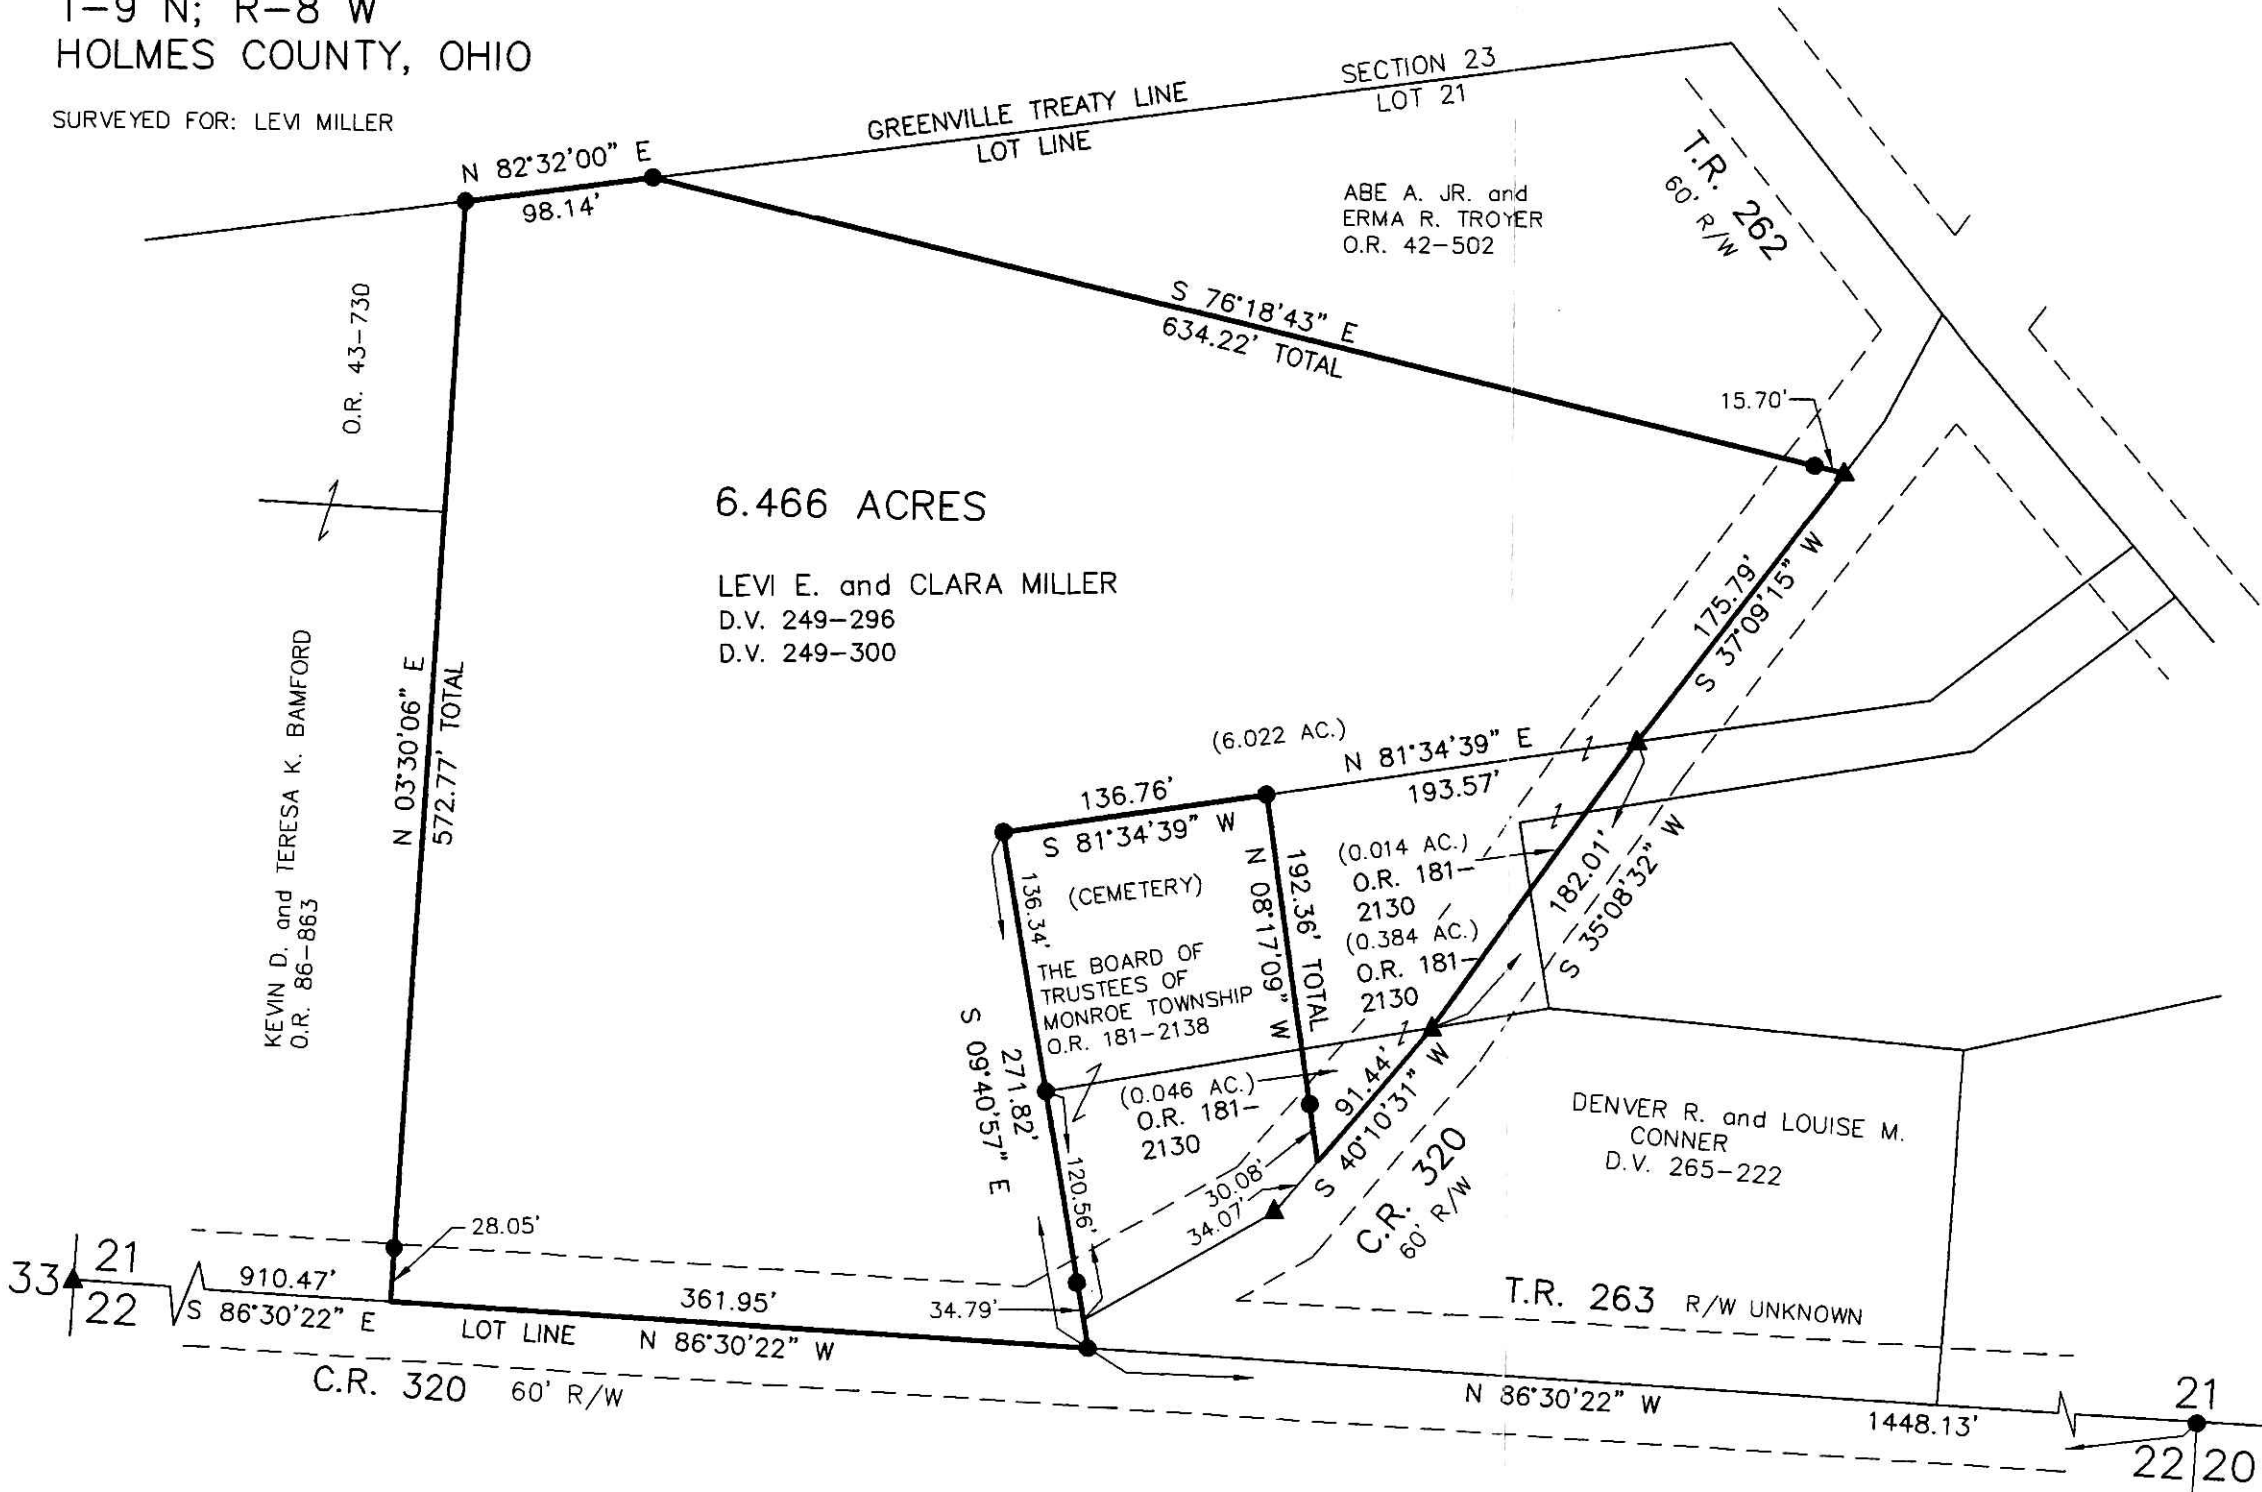 T-9 N; R-8 W
HOLMES COUNTY, OHIO
SURVEYED FOR: LEVI MILLER
N 82°32'00" E
98.14'
GREENVILLE TREATY LINE
LOT LINE
SECTION 23
LOT 21
ABE A. JR. and
ERMA R. TROYER
O.R. 42-502
T.R. 262
60' R/W
S 76°18'43" E
634.22' TOTAL
15.70'
O.R. 43-730
6.466 ACRES
LEVI E. and CLARA MILLER
D.V. 249-296
D.V. 249-300
175.79'
S 37°09'15" W
KEVIN D. and TERESA K. BAMFORD
O.R. 86-863
N 03°30'06" E
572.77' TOTAL
(6.022 AC.)
N 81°34'39" E
193.57'
136.76'
S 81°34'39" W
(CEMETERY)
136.34'
THE BOARD OF
TRUSTEES OF
MONROE TOWNSHIP
O.R. 181-2138
N 08°17'09" W
192.36' TOTAL
(0.014 AC.)
O.R. 181-
2130
(0.384 AC.)
O.R. 181-
2130
182.01'
S 35°08'32" W
S 09°40'57" E
271.82'
(0.046 AC.)
O.R. 181-
2130
120.56'
91.44'
S 40°10'31" W
30.08'
34.07'
C.R. 320
60' R/W
DENVER R. and LOUISE M.
CONNER
D.V. 265-222
28.05'
33
21
22
910.47'
S 86°30'22" E
361.95'
LOT LINE
N 86°30'22" W
34.79'
T.R. 263 R/W UNKNOWN
C.R. 320 60' R/W
N 86°30'22" W
1448.13'
21
22
20